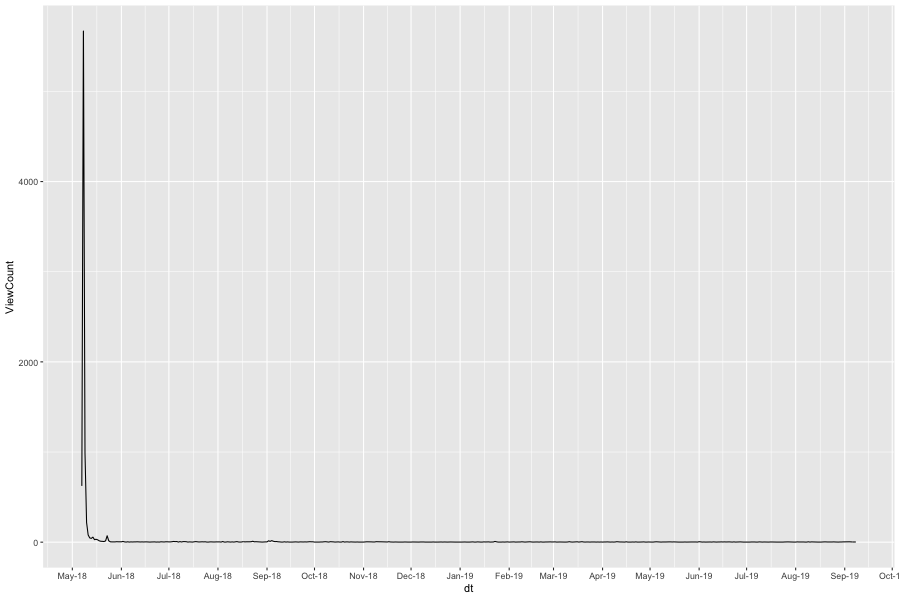 ViewCount
4000
2000
0
May-18 Jun-18 Jul-18 Aug-18 Sep-18 Oct-18 Nov-18 Dec-18 Jan-19 Feb-19 Mar-19 Apr-19 May-19 Jun-19 Jul-19 Aug-19 Sep-19 Oct-1
dt